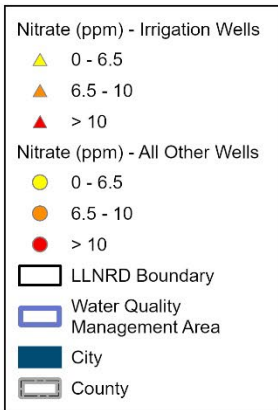 Nitrate (ppm) - Irrigation Wells
0 - 6.5
6.5 - 10
> 10
Nitrate (ppm) - All Other Wells
0 - 6.5
6.5 - 10
> 10
LLNRD Boundary
Water Quality
Management Area
City
County